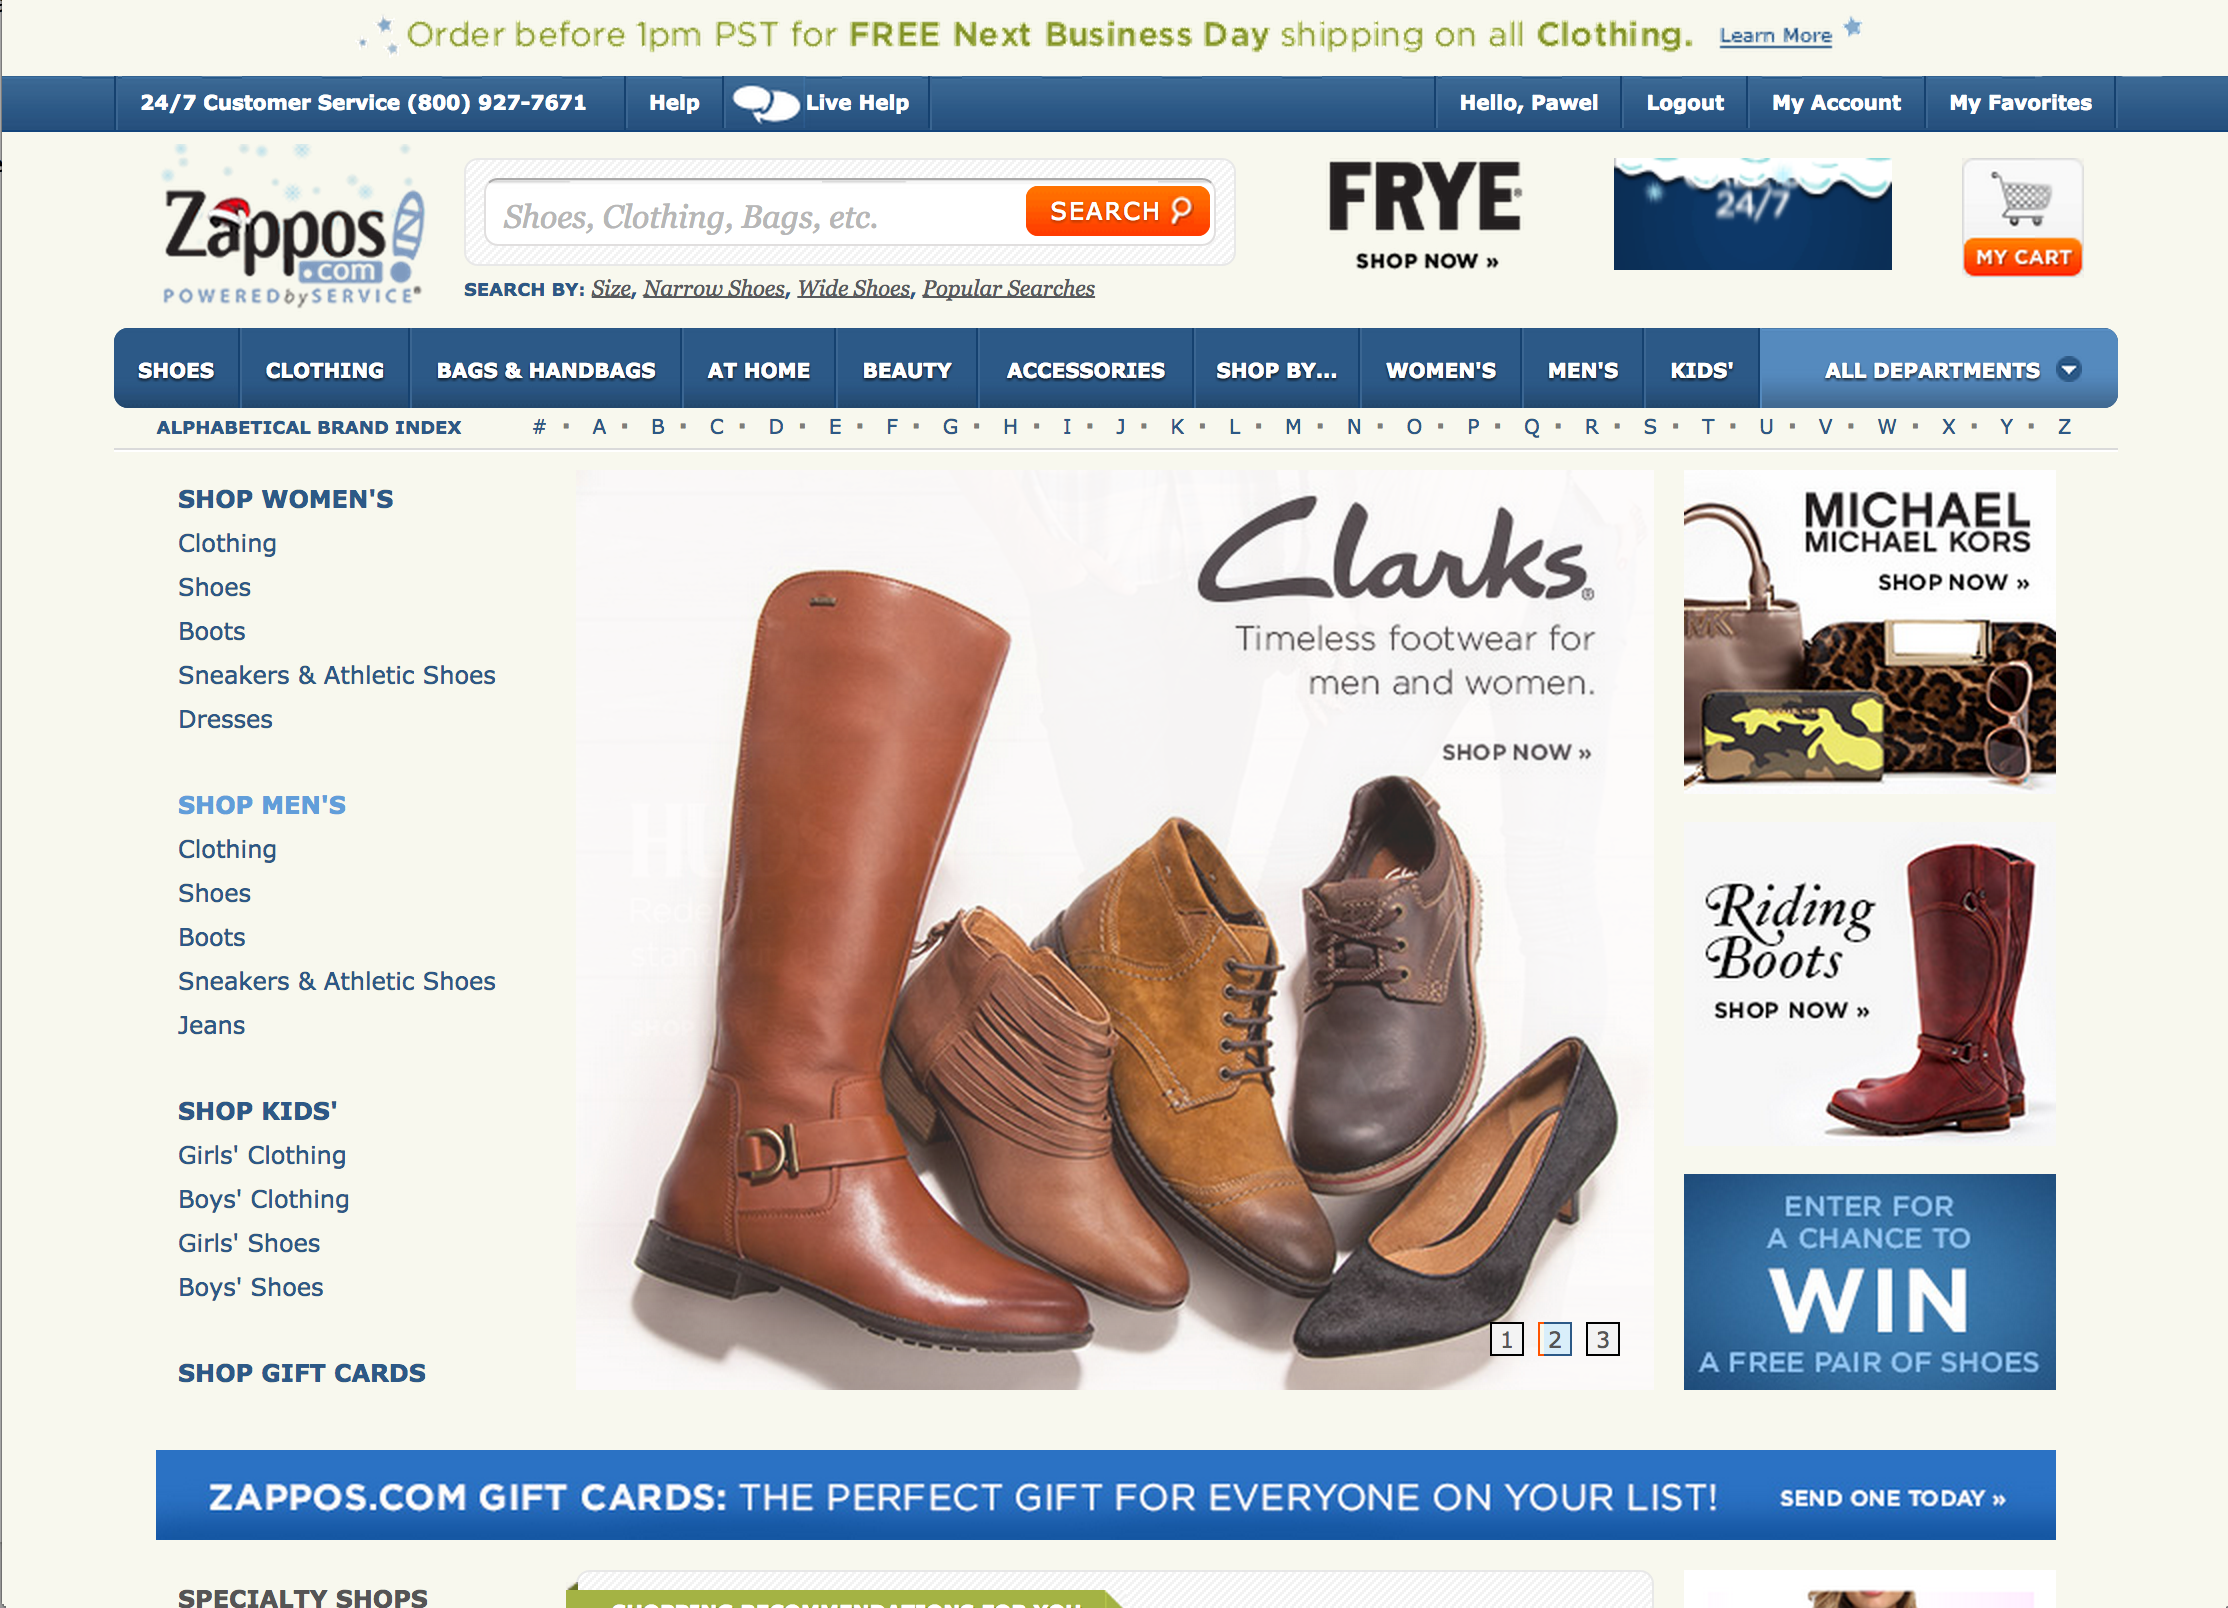 Order before 1pm PST for FREE Next Business Day shipping on all Clothing. Learn More
24/7 Customer Service (800) 927-7671 Help Live Help Hello, Pawel Logout My Account My Favorites
Zappos
.com
POWEREDbySERVICE®
Shoes, Clothing, Bags, etc. SEARCH
SEARCH BY: Size, Narrow Shoes, Wide Shoes, Popular Searches
FRYE®
SHOP NOW »
24/7
MY CART
SHOES CLOTHING BAGS & HANDBAGS AT HOME BEAUTY ACCESSORIES SHOP BY... WOMEN'S MEN'S KIDS' ALL DEPARTMENTS
ALPHABETICAL BRAND INDEX # · A · B · C · D · E · F · G · H · I · J · K · L · M · N · O · P · Q · R · S · T · U · V · W · X · Y · Z
SHOP WOMEN'S
Clothing
Shoes
Boots
Sneakers & Athletic Shoes
Dresses
SHOP MEN'S
Clothing
Shoes
Boots
Sneakers & Athletic Shoes
Jeans
SHOP KIDS'
Girls' Clothing
Boys' Clothing
Girls' Shoes
Boys' Shoes
SHOP GIFT CARDS
Clarks®
Timeless footwear for
men and women.
SHOP NOW »
1 2 3
MICHAEL
MICHAEL KORS
SHOP NOW »
MK
Riding
Boots
SHOP NOW »
ENTER FOR
A CHANCE TO
WIN
A FREE PAIR OF SHOES
ZAPPOS.COM GIFT CARDS: THE PERFECT GIFT FOR EVERYONE ON YOUR LIST! SEND ONE TODAY »
SPECIALTY SHOPS
SHOPPING RECOMMENDATIONS FOR YOU